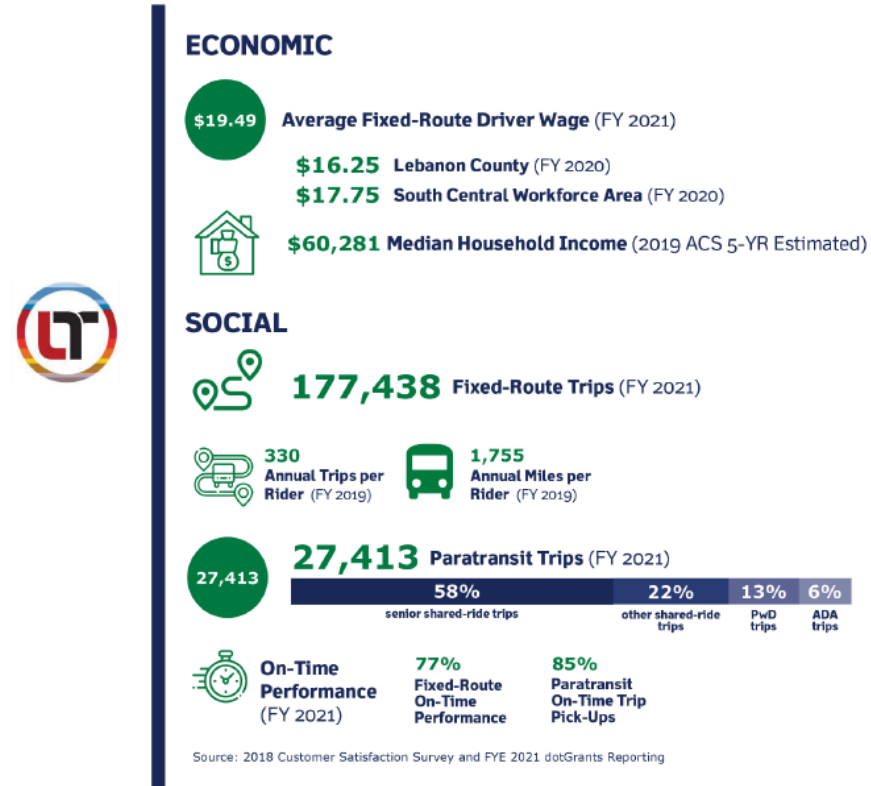 LT
ECONOMIC
$19.49
Average Fixed-Route Driver Wage (FY 2021)
$16.25 Lebanon County (FY 2020)
$17.75 South Central Workforce Area (FY 2020)
$
$60,281 Median Household Income (2019 ACS 5-YR Estimated)
SOCIAL
177,438 Fixed-Route Trips (FY 2021)
330
Annual Trips per
Rider (FY 2019)
1,755
Annual Miles per
Rider (FY 2019)
27,413
27,413 Paratransit Trips (FY 2021)
58% 22% 13% 6%
senior shared-ride trips
other shared-ride
trips
PwD
trips
ADA
trips
On-Time
Performance
(FY 2021)
77%
Fixed-Route
On-Time
Performance
85%
Paratransit
On-Time Trip
Pick-Ups
Source: 2018 Customer Satisfaction Survey and FYE 2021 dotGrants Reporting